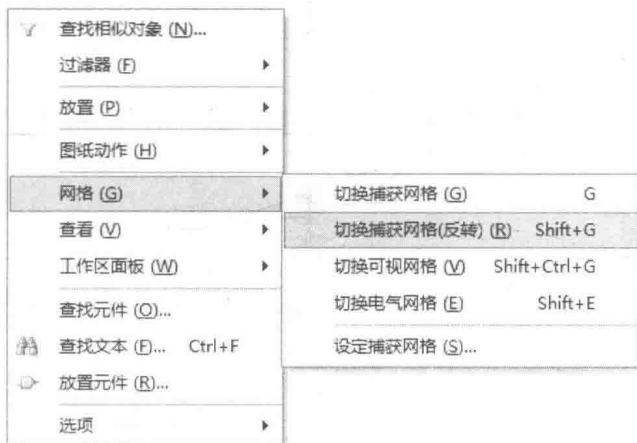 查找相似对象 (N)...
过滤器 (F)
放置 (P)
图纸动作 (H)
网格 (G)
查看 (V)
工作区面板 (W)
查找元件 (O)...
查找文本 (F)... Ctrl+F
放置元件 (R)...
选项
切换捕获网格 (G) G
切换捕获网格(反转) (R) Shift+G
切换可视网格 (V) Shift+Ctrl+G
切换电气网格 (E) Shift+E
设定捕获网格 (S)...